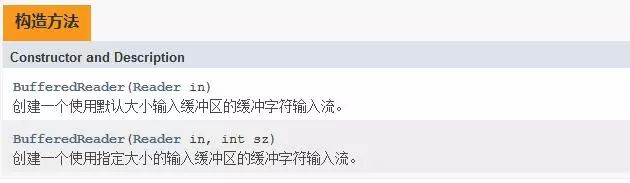 构造方法
Constructor and Description
BufferedReader(Reader in)
创建一个使用默认大小输入缓冲区的缓冲字符输入流。
BufferedReader(Reader in, int sz)
创建一个使用指定大小的输入缓冲区的缓冲字符输入流。